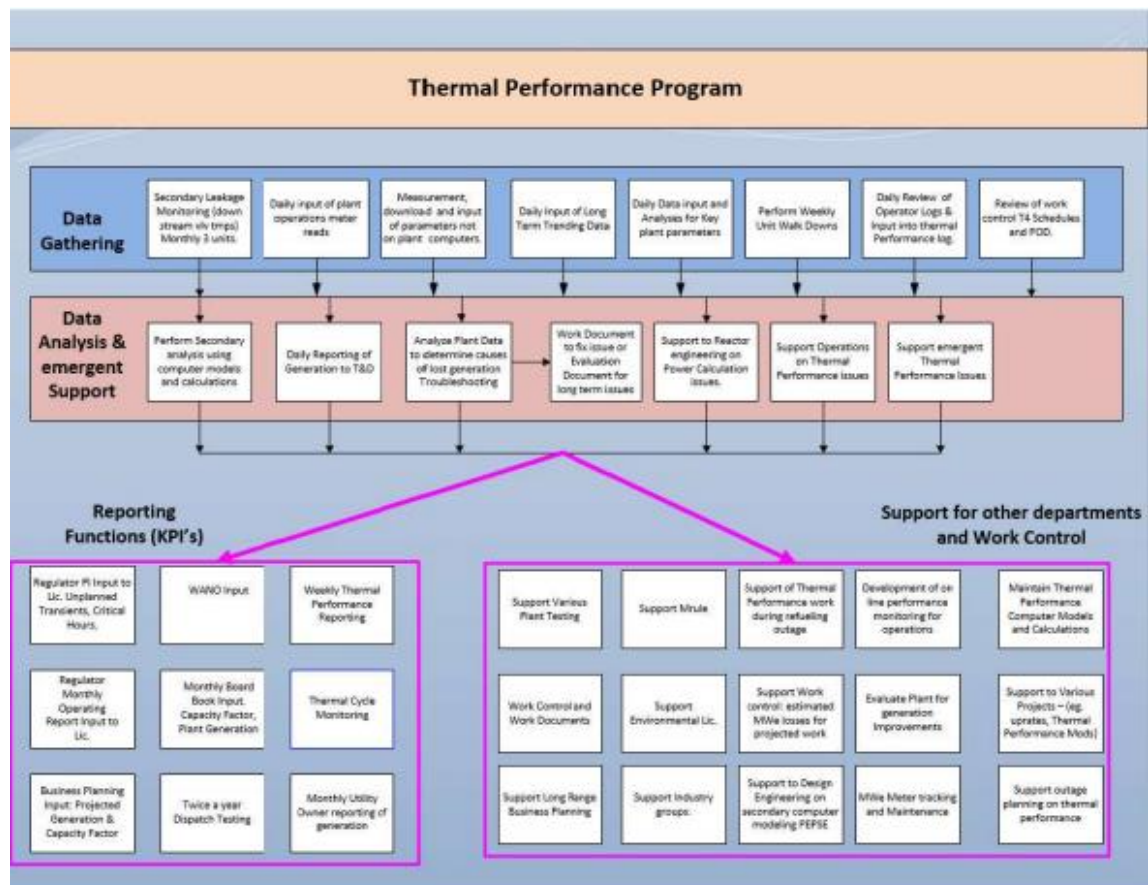 Thermal Performance Program
Data
Gathering
Secondary Leakage
Monitoring (down
stream vlv tmps)
Monthly 3 units.
Daily input of plant
operations meter
reads
Measurement,
download and input
of parameters not
on plant computers.
Daily Input of Long
Term Trending Data
Daily Data input and
Analyses for Key
plant parameters
Perform Weekly
Unit Walk Downs
Daily Review of
Operator Logs &
Input into thermal
Performance log.
Review of work
control T4 Schedules
and POD.
Data
Analysis &
emergent
Support
Perform Secondary
analysis using
computer models
and calculations
Daily Reporting of
Generation to T&D
Analyze Plant Data
to determine causes
of lost generation
Troubleshooting
Work Document
to fix issue or
Evaluation
Document for
long term issues
Support to Reactor
engineering on
Power Calculation
issues.
Support Operations
on Thermal
Performance Issues
Support emergent
Thermal
Performance Issues
Reporting
Functions (KPI's)
Support for other departments
and Work Control
Regulator PI Input to
Lic. Unplanned
Transients, Critical
Hours.
WANO Input
Weekly Thermal
Performance
Reporting
Regulator
Monthly
Operating
Report Input to
Lic.
Monthly Board
Book Input.
Capacity Factor,
Plant Generation
Thermal Cycle
Monitoring
Business Planning
Input: Projected
Generation &
Capacity Factor
Twice a year
Dispatch Testing
Monthly Utility
Owner reporting of
generation
Support Various
Plant Testing
Support Mrule
Support of Thermal
Performance work
during refueling
outage
Development of on
line performance
monitoring for
operations
Maintain Thermal
Performance
Computer Models
and Calculations
Work Control and
Work Documents
Support
Environmental Lic.
Support Work
control: estimated
MWe losses for
projected work
Evaluate Plant for
generation
Improvements
Support to Various
Projects – (eg.
uprates, Thermal
Performance Mods)
Support Long Range
Business Planning
Support Industry
groups.
Support to Design
Engineering on
secondary computer
modeling PEPSE
MWe Meter tracking
and Maintenance
Support outage
planning on thermal
performance